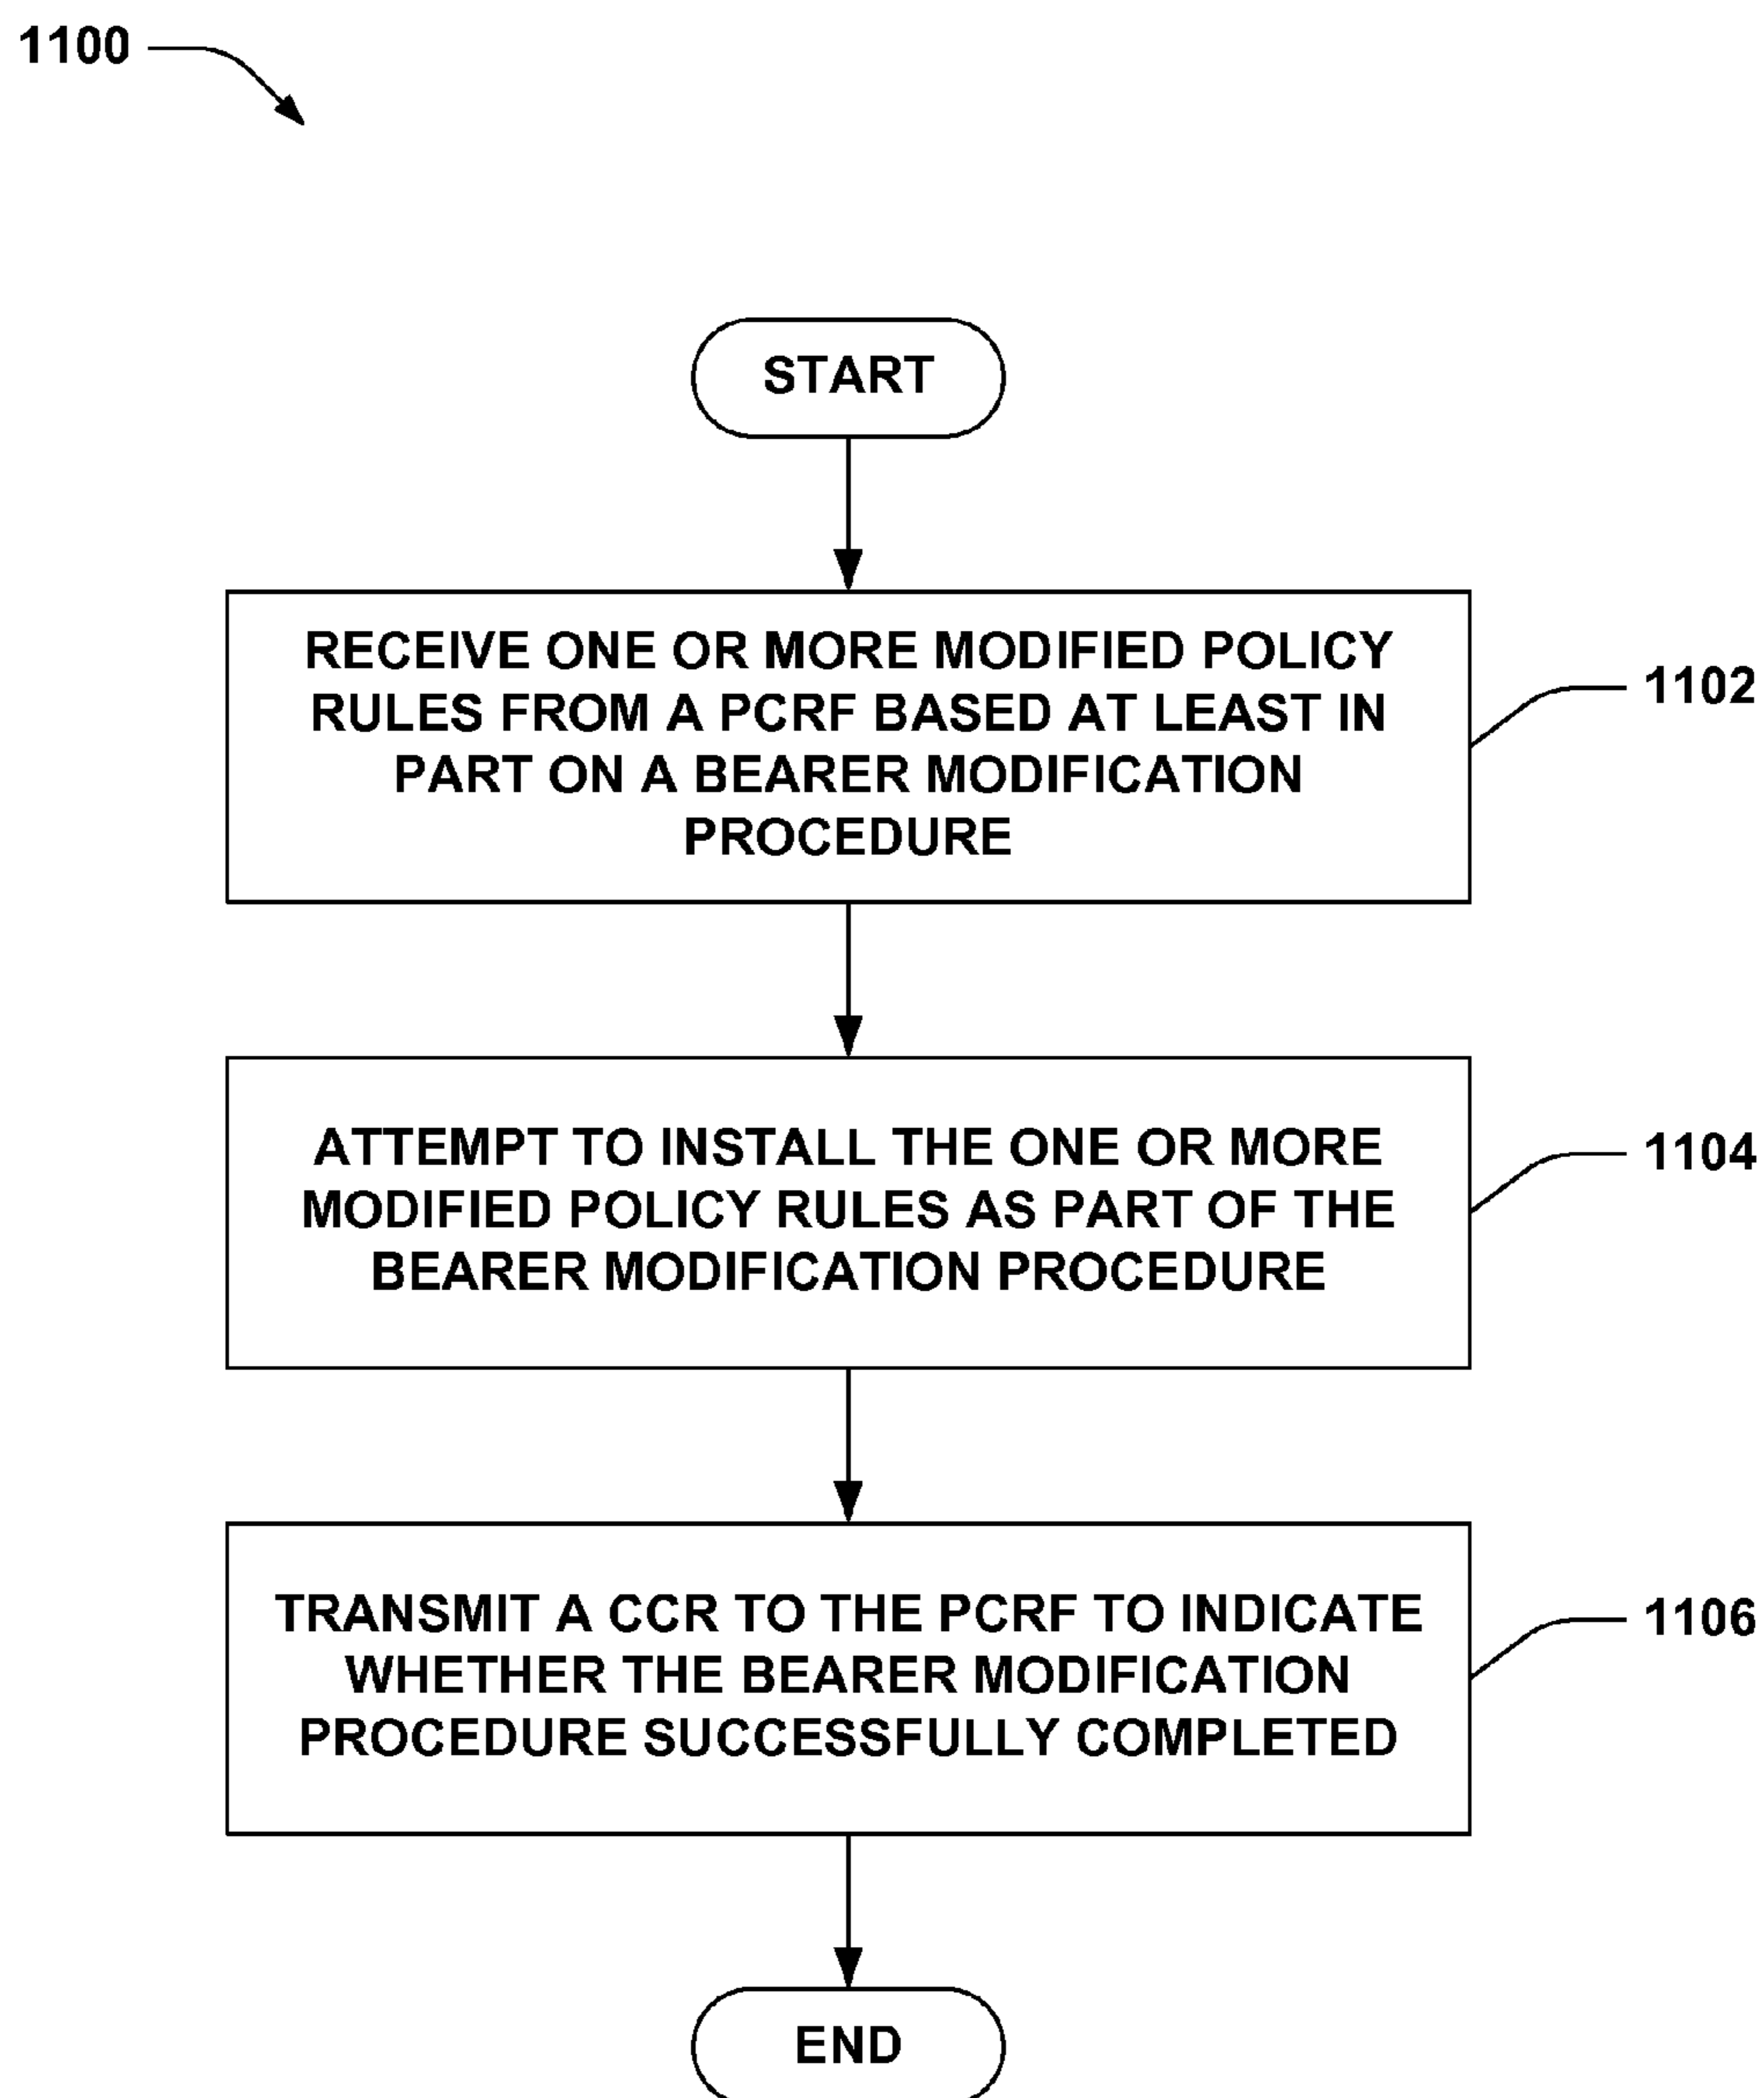 1100
START
RECEIVE ONE OR MORE MODIFIED POLICY
RULES FROM A PCRF BASED AT LEAST IN
PART ON A BEARER MODIFICATION
PROCEDURE
1102
ATTEMPT TO INSTALL THE ONE OR MORE
MODIFIED POLICY RULES AS PART OF THE
BEARER MODIFICATION PROCEDURE
1104
TRANSMIT A CCR TO THE PCRF TO INDICATE
WHETHER THE BEARER MODIFICATION
PROCEDURE SUCCESSFULLY COMPLETED
1106
END